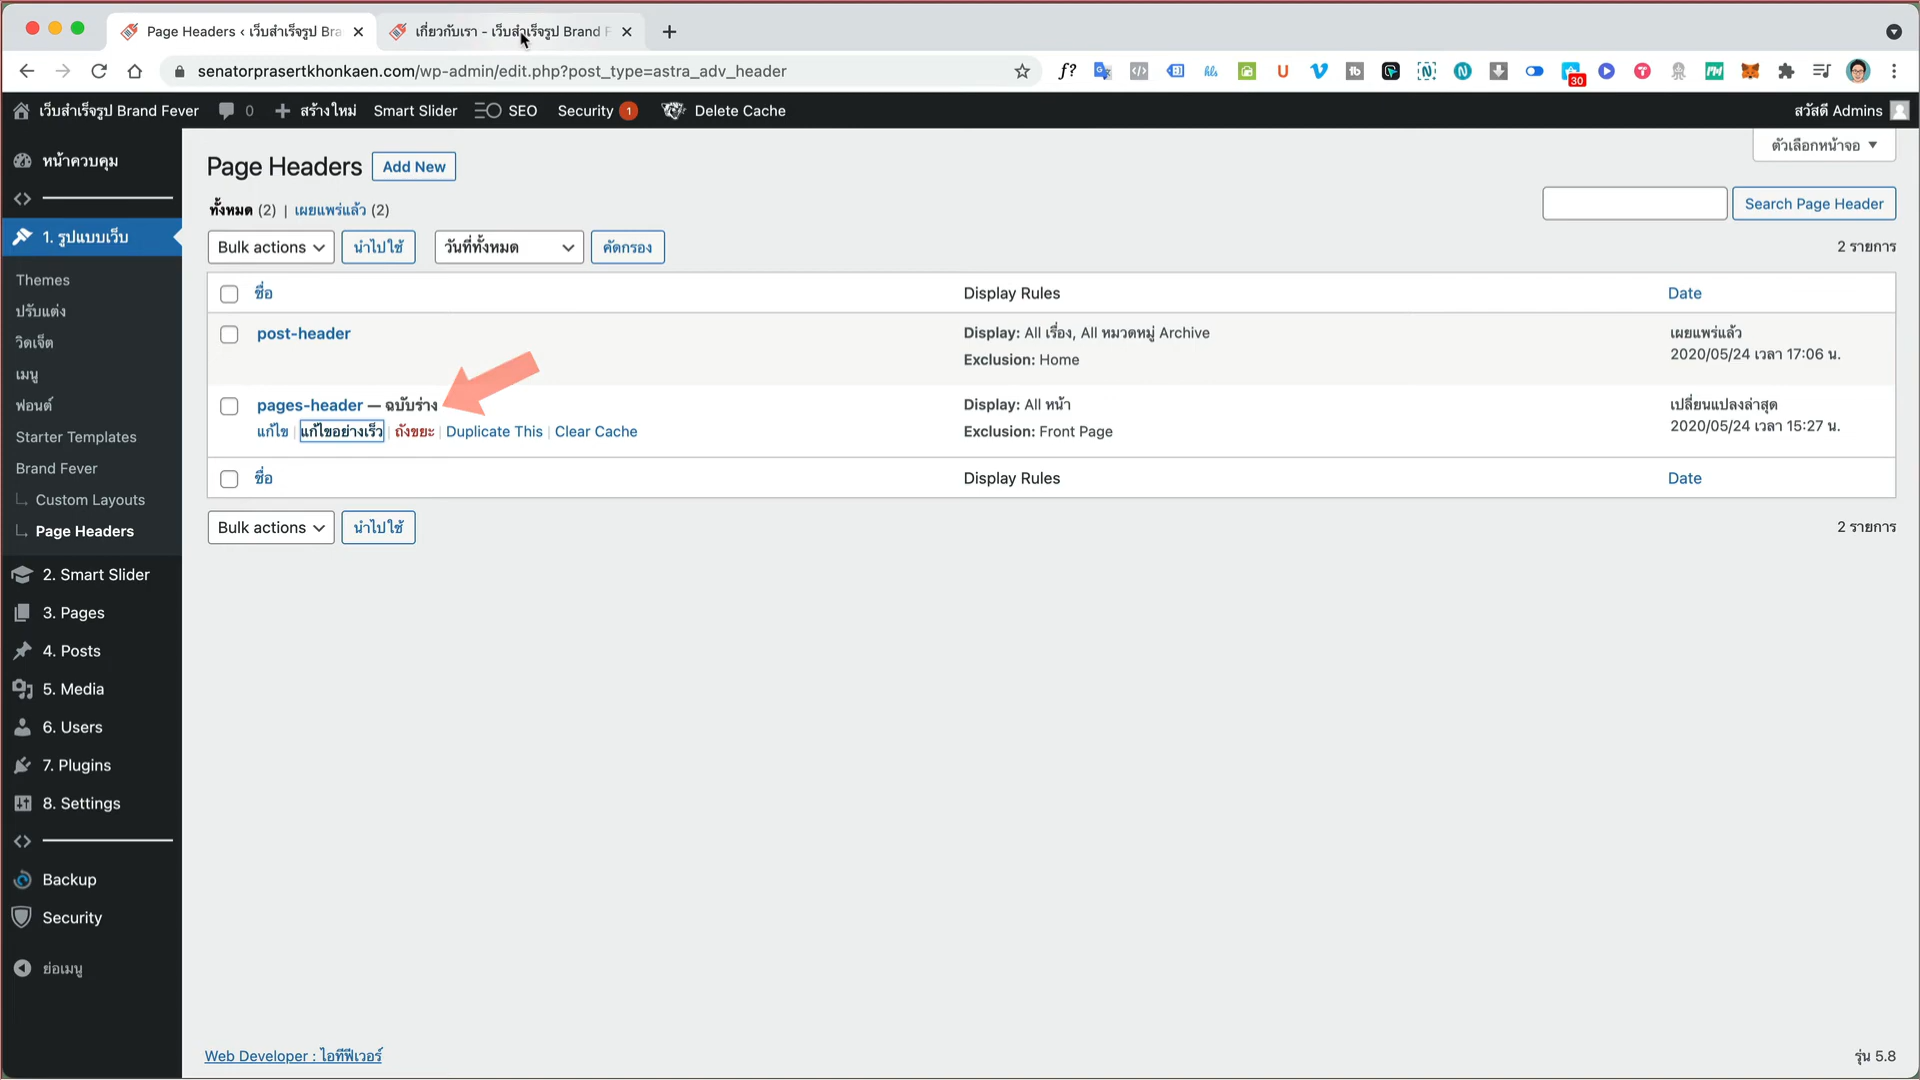 Page Headers ‹ เว็บสำเร็จรูป Bra
เกี่ยวกับเรา - เว็บสำเร็จรูป Brand F
senatorprasertkhonkaen.com/wp-admin/edit.php?post_type=astra_adv_header
f?
30
เว็บสำเร็จรูป Brand Fever
0
สร้างใหม่
Smart Slider
SEO
Security 1
Delete Cache
สวัสดี Admins
หน้าควบคุม
1. รูปแบบเว็บ
Themes
ปรับแต่ง
วิดเจ็ต
เมนู
ฟอนต์
Starter Templates
Brand Fever
Custom Layouts
Page Headers
2. Smart Slider
3. Pages
4. Posts
5. Media
6. Users
7. Plugins
8. Settings
Backup
Security
ย่อเมนู
Page Headers
Add New
ตัวเลือกหน้าจอ
ทั้งหมด (2) | เผยแพร่แล้ว (2)
Search Page Header
Bulk actions
นำไปใช้
วันที่ทั้งหมด
คัดกรอง
2 รายการ
ชื่อ
Display Rules
Date
post-header
Display: All เรื่อง, All หมวดหมู่ Archive
Exclusion: Home
เผยแพร่แล้ว
2020/05/24 เวลา 17:06 น.
pages-header — ฉบับร่าง
แก้ไข | แก้ไขอย่างเร็ว | ถังขยะ | Duplicate This | Clear Cache
Display: All หน้า
Exclusion: Front Page
เปลี่ยนแปลงล่าสุด
2020/05/24 เวลา 15:27 น.
ชื่อ
Display Rules
Date
Bulk actions
นำไปใช้
2 รายการ
Web Developer : ไอทีฟีเวอร์
รุ่น 5.8